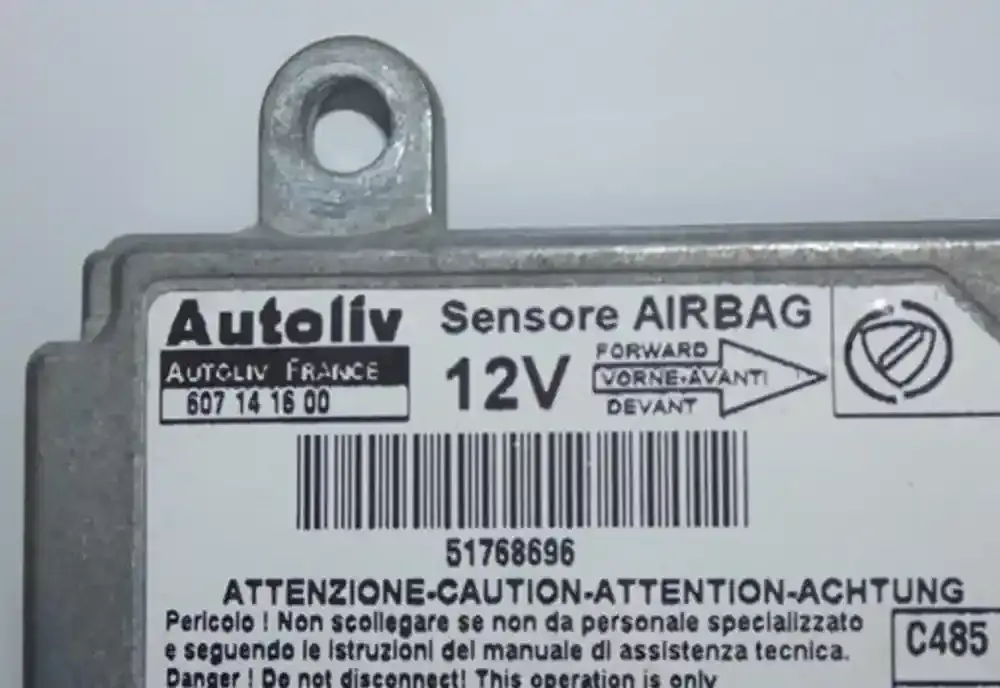 Autoliv
Sensore AIRBAG
AUTOLIV FRANCE
607 14 16 00
12V
FORWARD
VORNE-AVANTI
DEVANT
51768696
ATTENZIONE-CAUTION-ATTENTION-ACHTUNG
Pericolo ! Non scollegare se non da personale specializzato
e seguendo le istruzioni del manuale di assistenza tecnica.
C485
Danger ! Do not disconnect! This operation is only